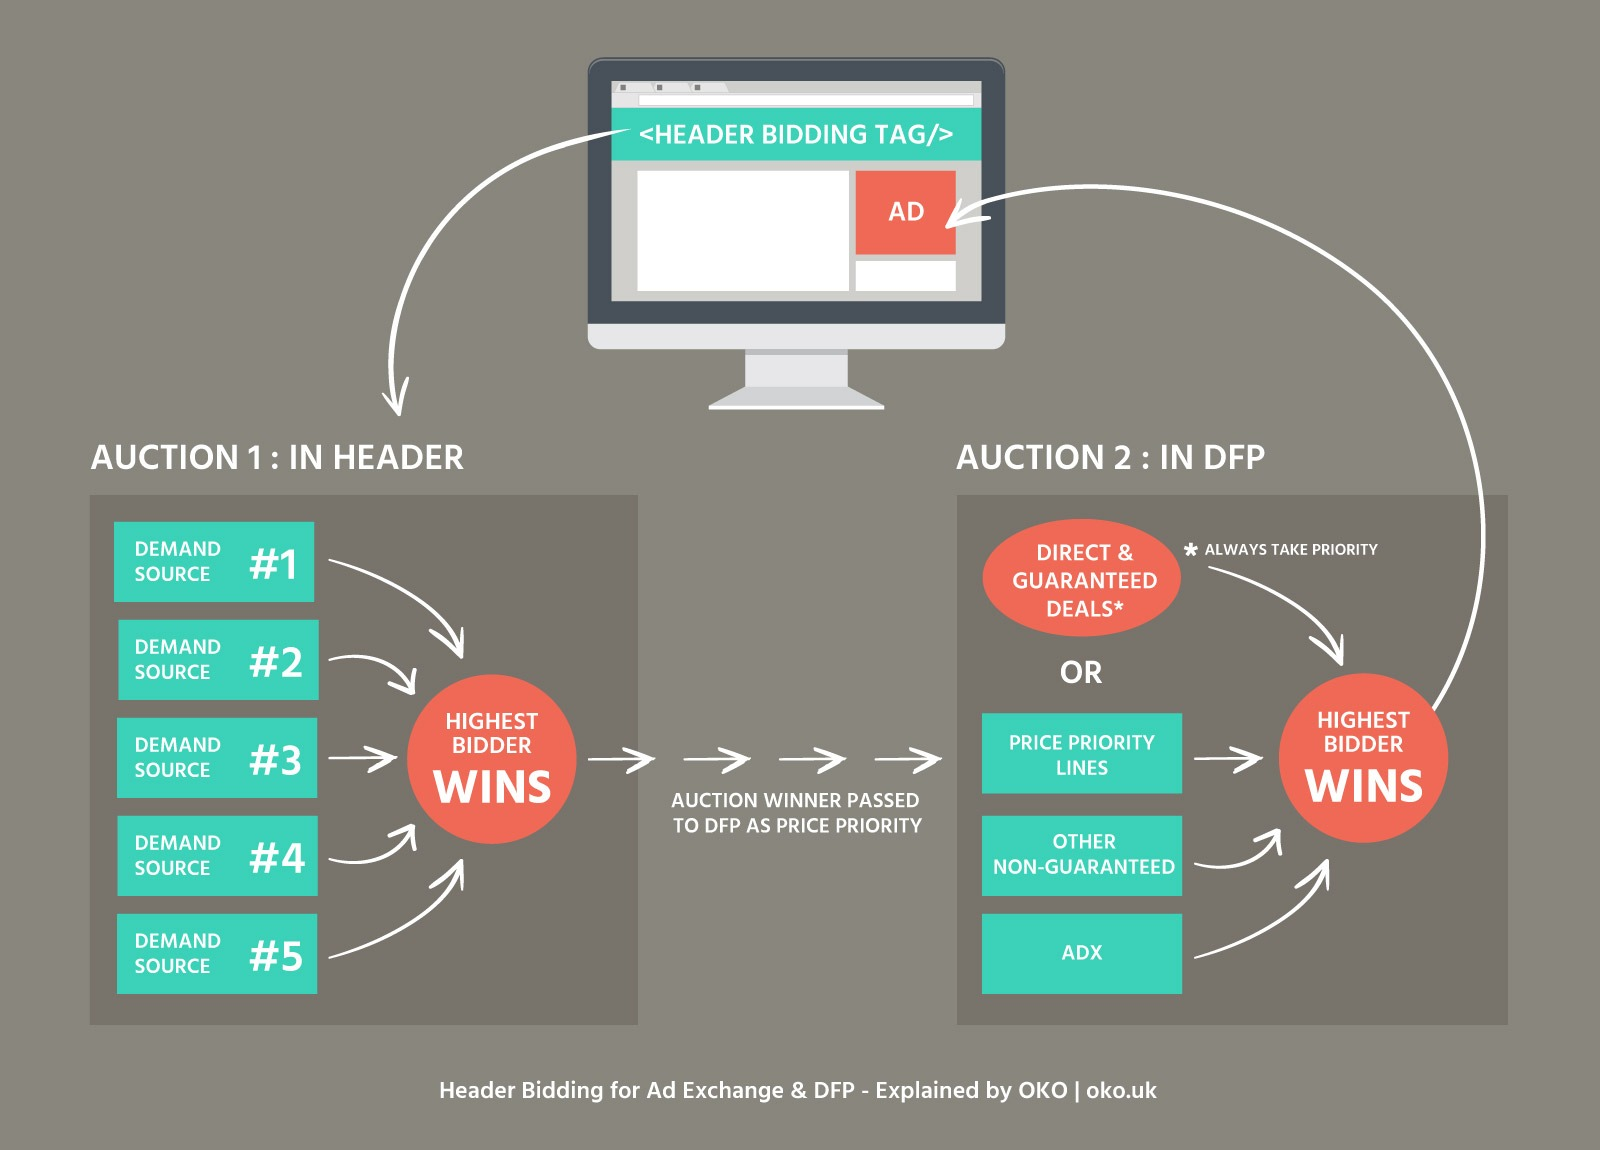 <HEADER BIDDING TAG/>
AD
AUCTION 1 : IN HEADER
DEMAND
SOURCE
#1
DEMAND
SOURCE
#2
DEMAND
SOURCE
#3
DEMAND
SOURCE
#4
DEMAND
SOURCE
#5
HIGHEST
BIDDER
WINS
AUCTION WINNER PASSED
TO DFP AS PRICE PRIORITY
AUCTION 2 : IN DFP
DIRECT &
GUARANTEED
DEALS*
* ALWAYS TAKE PRIORITY
OR
PRICE PRIORITY
LINES
OTHER
NON-GUARANTEED
ADX
HIGHEST
BIDDER
WINS
Header Bidding for Ad Exchange & DFP - Explained by OKO | oko.uk